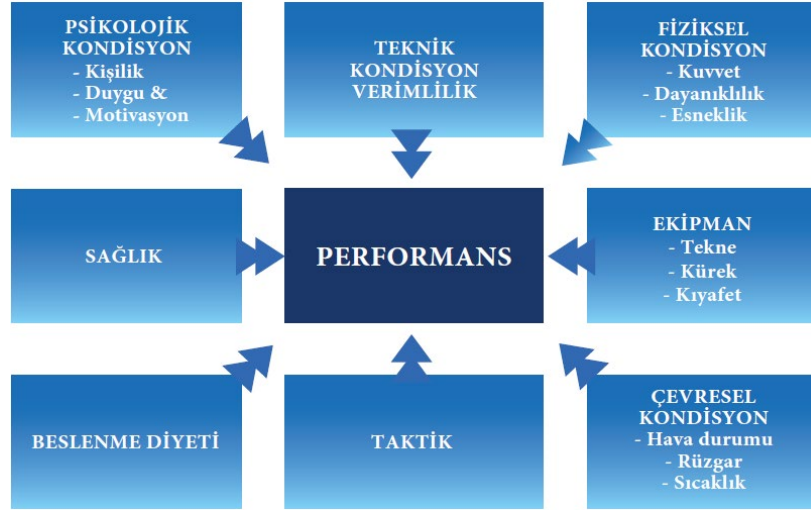 PSİKOLOJİK
KONDİSYON
- Kişilik
- Duygu &
- Motivasyon
TEKNİK
KONDİSYON
VERİMLİLİK
FİZİKSEL
KONDİSYON
- Kuvvet
- Dayanıklılık
- Esneklik
SAĞLIK
PERFORMANS
EKİPMAN
- Tekne
- Kürek
- Kıyafet
BESLENME DİYETİ
TAKTİK
ÇEVRESEL
KONDİSYON
- Hava durumu
- Rüzgar
- Sıcaklık